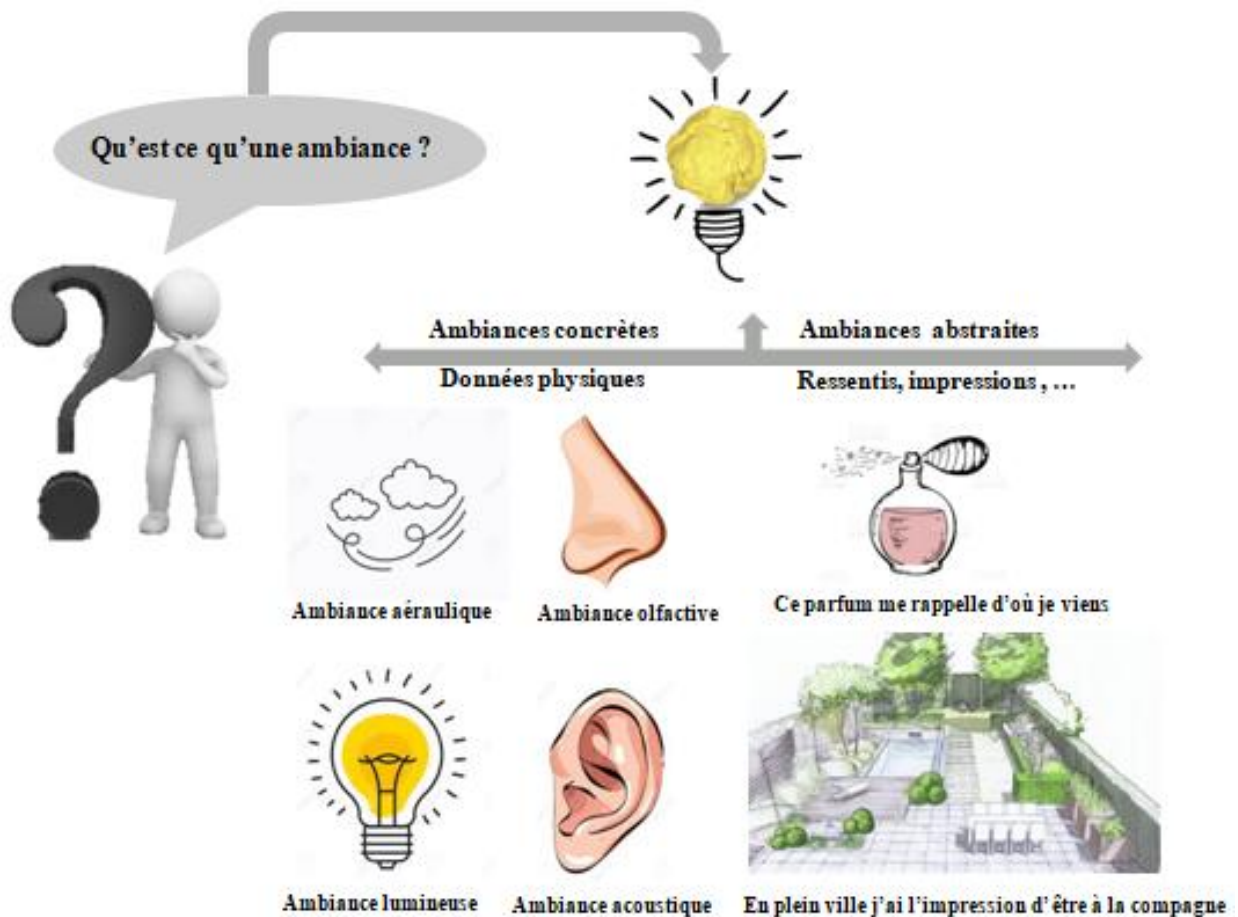 Qu’est ce qu’une ambiance ?
Ambiances concrètes
Ambiances abstraites
Données physiques
Ressentis, impressions, …
Ambiance aéraulique
Ambiance olfactive
Ce parfum me rappelle d’où je viens
Ambiance lumineuse
Ambiance acoustique
En plein ville j’ai l’impression d’être à la compagne